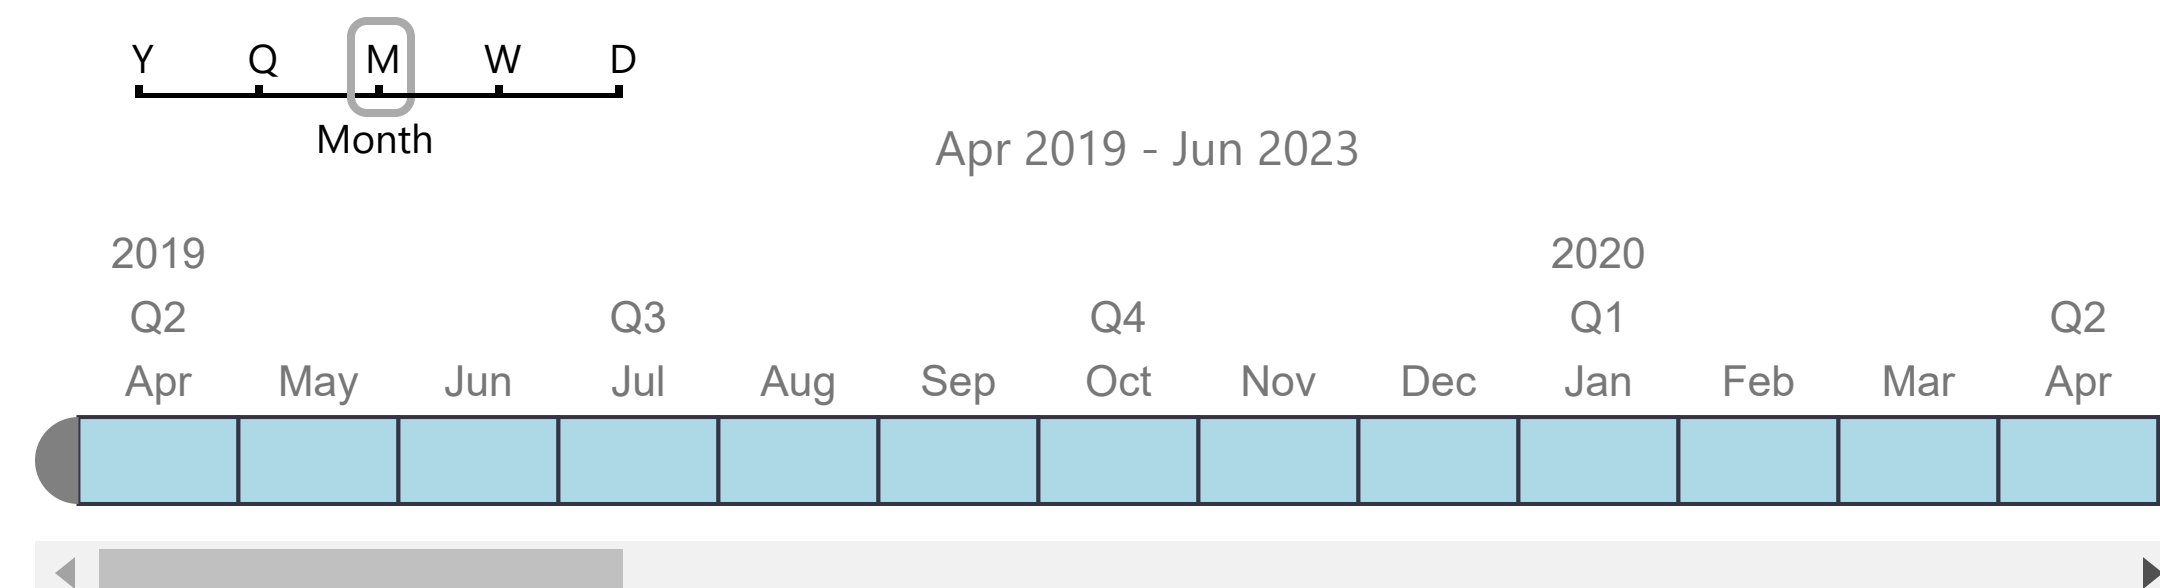 Y Q M W D
Month
Apr 2019 - Jun 2023
2019 2020
Q2 Q3 Q4 Q1 Q2
Apr May Jun Jul Aug Sep Oct Nov Dec Jan Feb Mar Apr